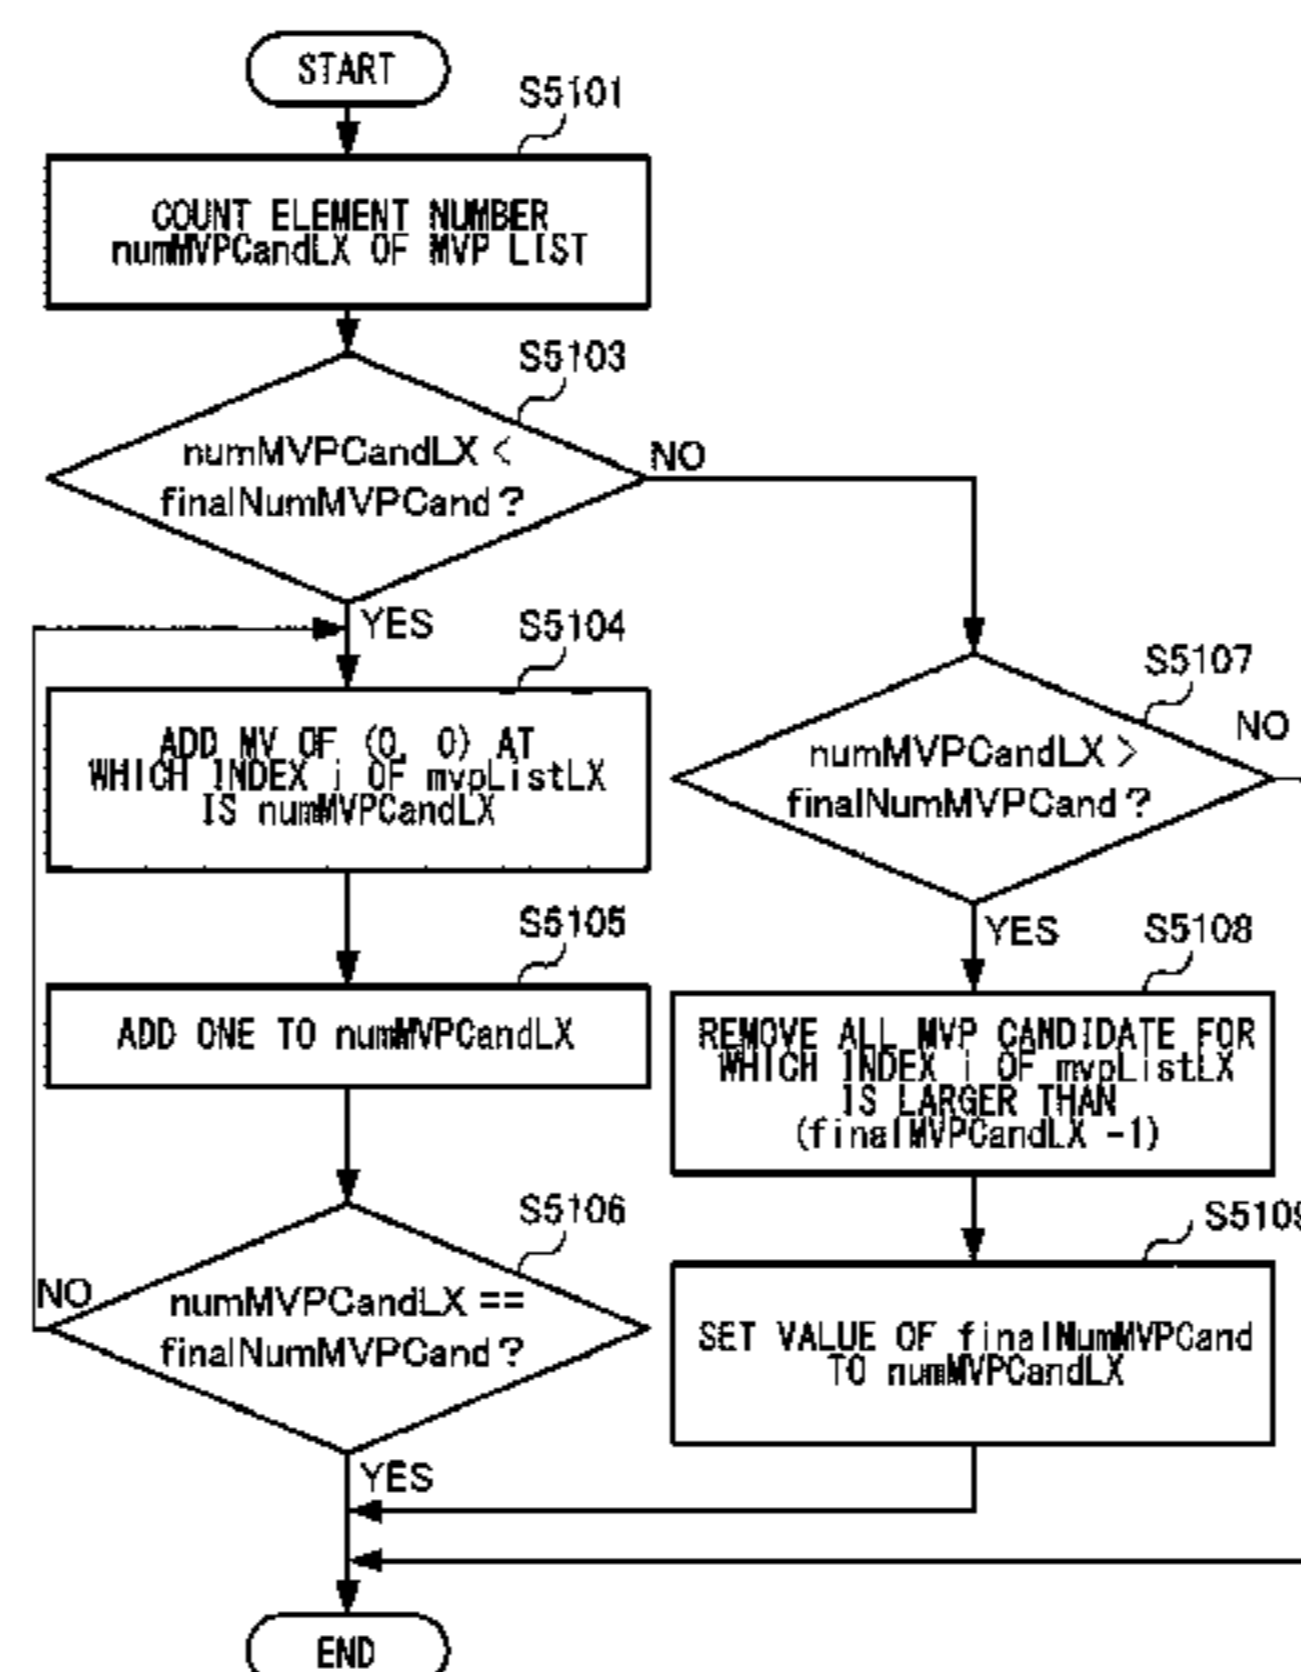 START
S5101
COUNT ELEMENT NUMBER
numMVPCandLX OF MVP LIST
S5103
numMVPCandLX <
finalNumMVPCand?
NO
YES
S5104
ADD MV OF (0, 0) AT
WHICH INDEX i OF mvpListLX
IS numMVPCandLX
S5105
ADD ONE TO numMVPCandLX
S5106
numMVPCandLX ==
finalNumMVPCand?
NO
YES
S5107
numMVPCandLX >
finalNumMVPCand?
NO
YES
S5108
REMOVE ALL MVP CANDIDATE FOR
WHICH INDEX i OF mvpListLX
IS LARGER THAN
(finalMVPCandLX -1)
S5109
SET VALUE OF finalNumMVPCand
TO numMVPCandLX
END